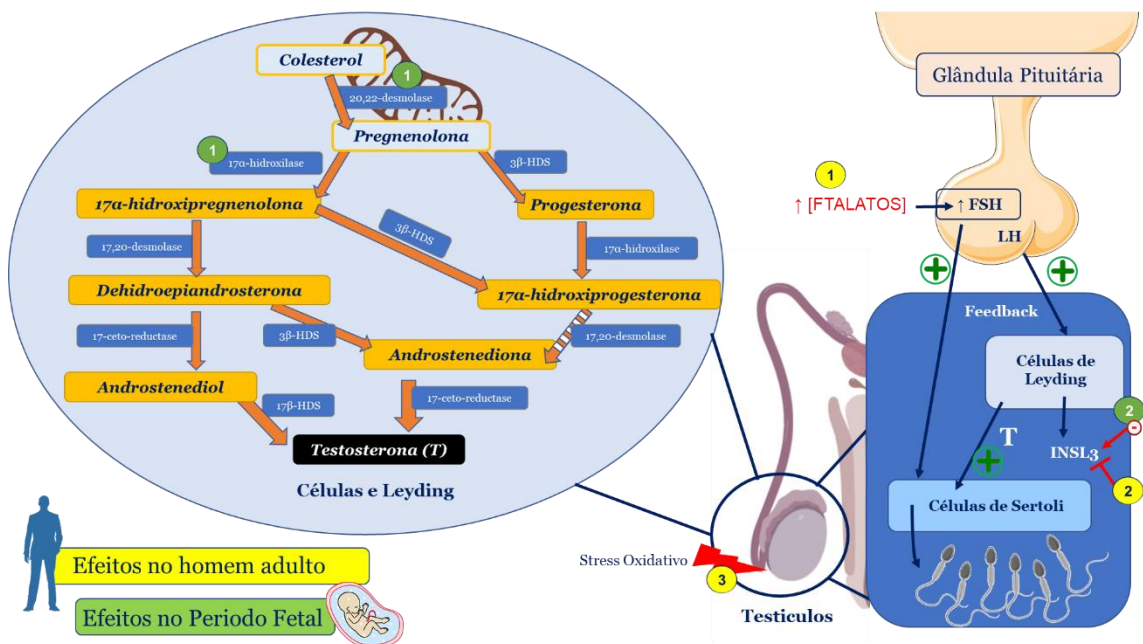 Colesterol
1
20,22-desmolase
Pregnenolona
1
17α-hidroxilase
3β-HDS
17α-hidroxipregnenolona
Progesterona
3β-HDS
17,20-desmolase
17α-hidroxilase
Dehidroepiandrosterona
17α-hidroxiprogesterona
17-ceto-reductase
3β-HDS
17,20-desmolase
Androstenediona
Androstenediol
17β-HDS
17-ceto-reductase
Testosterona (T)
Células e Leyding
Efeitos no homem adulto
Efeitos no Periodo Fetal
Stress Oxidativo
3
Testiculos
Glândula Pituitária
1
↑ [FTALATOS]
↑ FSH
LH
+
+
Feedback
Células de
Leyding
2
-
T
+
INSL3
2
Células de Sertoli